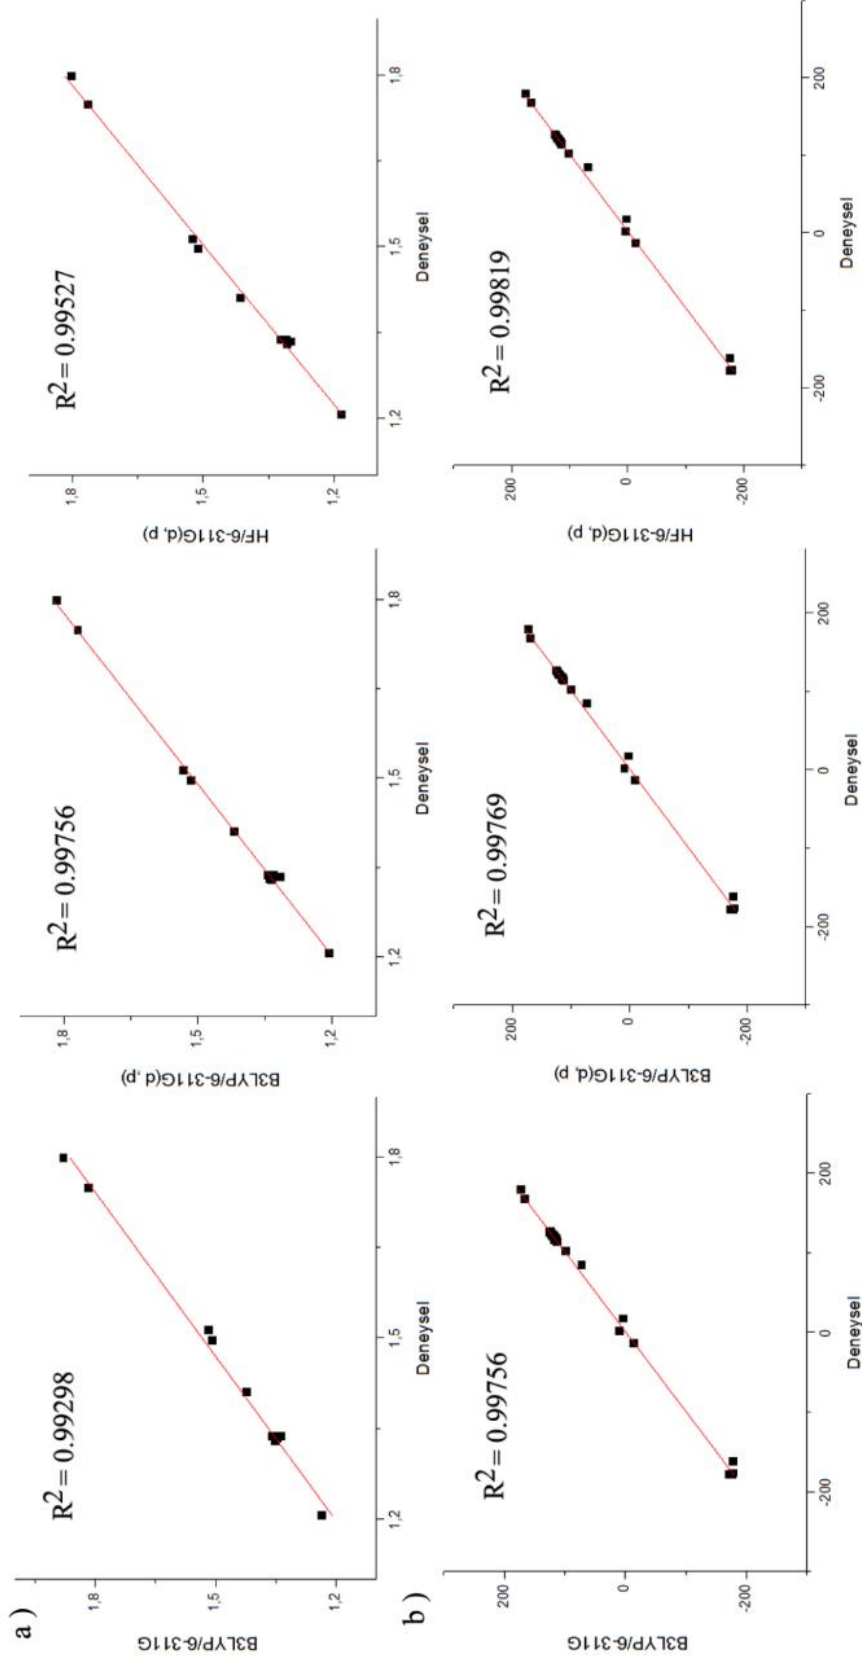 a )
B3LYP/6-311G
1,8
1,5
1,2
R2= 0.99298
1,2
1,5
1,8
Deneysel
B3LYP/6-311G(d, p)
1,8
1,5
1,2
R2= 0.99756
1,2
1,5
1,8
Deneysel
HF/6-311G(d, p)
1,8
1,5
1,2
R2= 0.99527
1,2
1,5
1,8
Deneysel
b )
B3LYP/6-311G
200
0
-200
R2= 0.99756
-200
0
200
Deneysel
B3LYP/6-311G(d, p)
200
0
-200
R2= 0.99769
-200
0
200
Deneysel
HF/6-311G(d, p)
200
0
-200
R2= 0.99819
-200
0
200
Deneysel